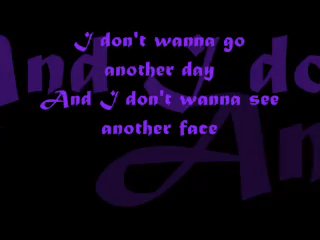 I don't wanna go
another day
And I don't wanna see
another face